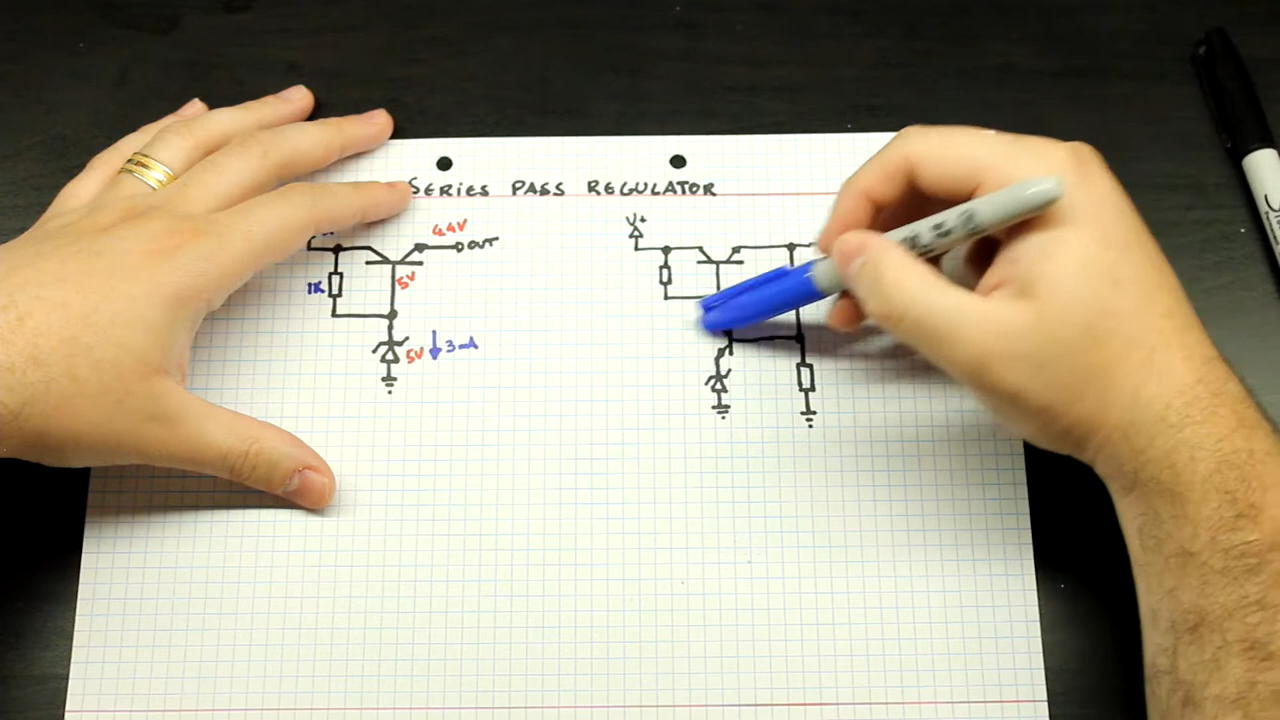 SERIES PASS REGULATOR
4.4V
OUT
V+
5V
1K
5V
3mA